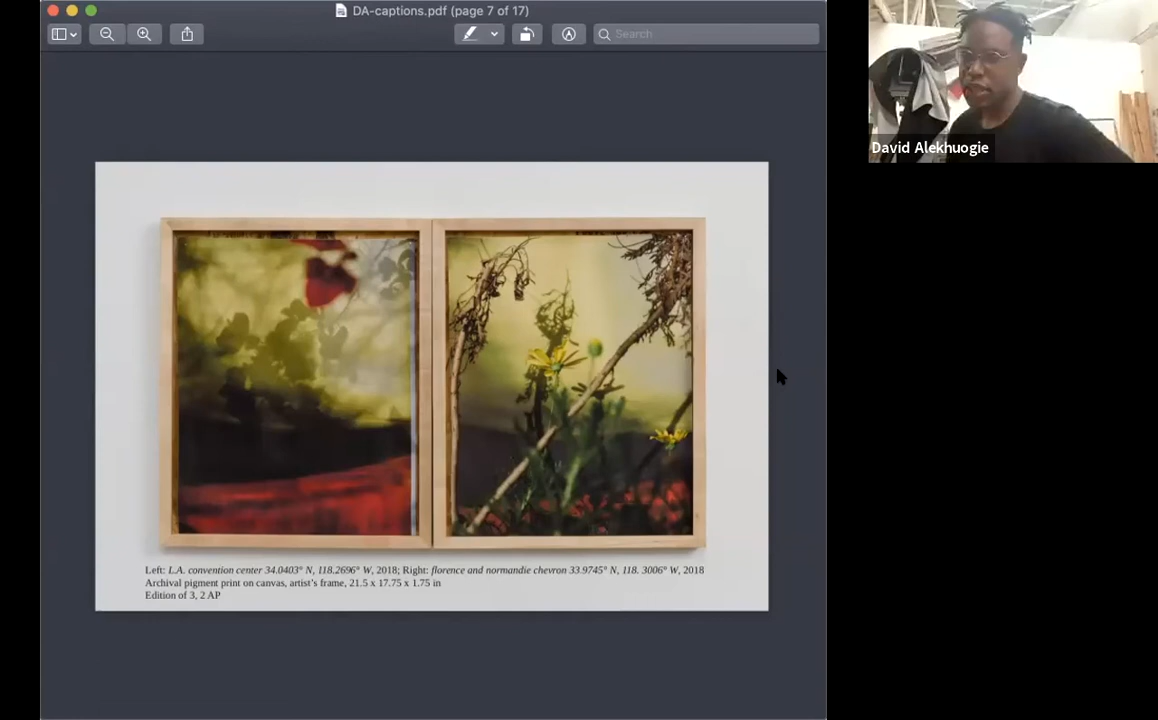 DA-captions.pdf (page 7 of 17)
Search
David Alekhuogie
Left: L.A. convention center 34.0403° N, 118.2696° W, 2018; Right: florence and normandie chevron 33.9745° N, 118. 3006° W, 2018
Archival pigment print on canvas, artist's frame, 21.5 x 17.75 x 1.75 in
Edition of 3, 2 AP